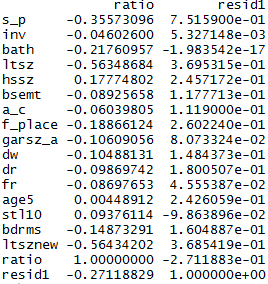 ratio resid1
s_p -0.35573096 7.515900e-01
inv -0.04602600 5.327148e-03
bath -0.21760957 -1.983542e-17
ltsz -0.56348684 3.695315e-01
hssz 0.17774802 2.457172e-01
bsemt -0.08925658 1.177713e-01
a_c -0.06039805 1.119000e-01
f_place -0.18866124 2.602240e-01
garsz_a -0.10609056 8.073324e-02
dw -0.10488131 1.484373e-01
dr -0.09869742 1.800507e-01
fr -0.08697653 4.555387e-02
age5 0.00448912 2.426059e-01
stl10 0.09376114 -9.863896e-02
bdrms -0.14873291 1.604887e-01
ltsznew -0.56434202 3.685419e-01
ratio 1.00000000 -2.711883e-01
resid1 -0.27118829 1.000000e+00